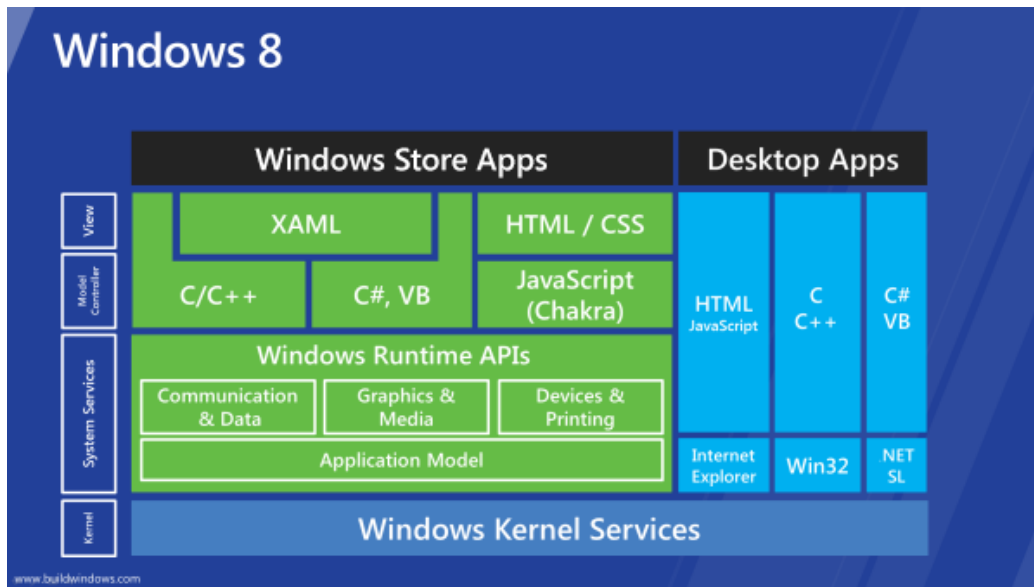 Windows 8
Windows Store Apps
Desktop Apps
View
XAML
HTML / CSS
Model
Controller
C/C++
C#, VB
JavaScript
(Chakra)
HTML
JavaScript
C
C++
C#
VB
System Services
Windows Runtime APIs
Communication
& Data
Graphics &
Media
Devices &
Printing
Application Model
Internet
Explorer
Win32
.NET
SL
Kernel
Windows Kernel Services
www.buildwindows.com